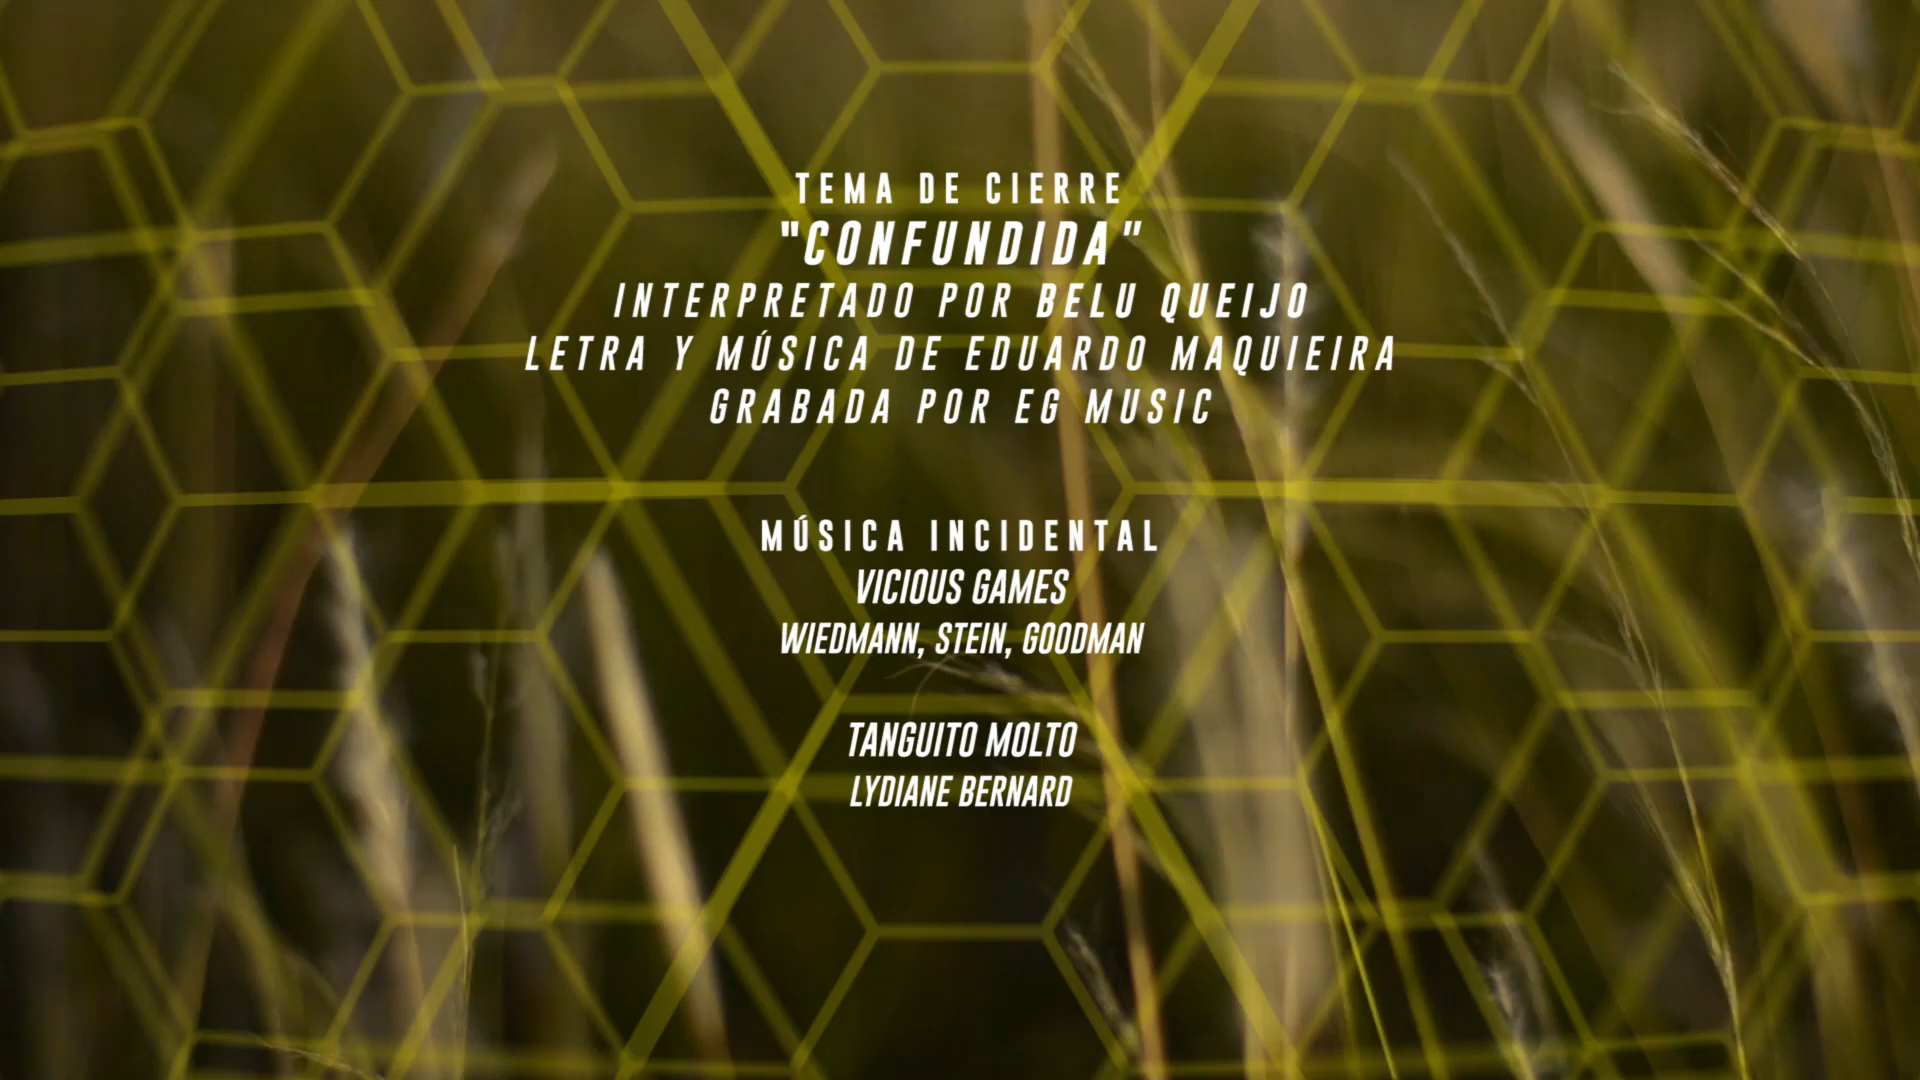 TEMA DE CIERRE
"CONFUNDIDA"
INTERPRETADO POR BELU QUEIJO
LETRA Y MÚSICA DE EDUARDO MAQUIEIRA
GRABADA POR EG MUSIC
MÚSICA INCIDENTAL
VICIOUS GAMES
WIEDMANN, STEIN, GOODMAN
TANGUITO MOLTO
LYDIANE BERNARD